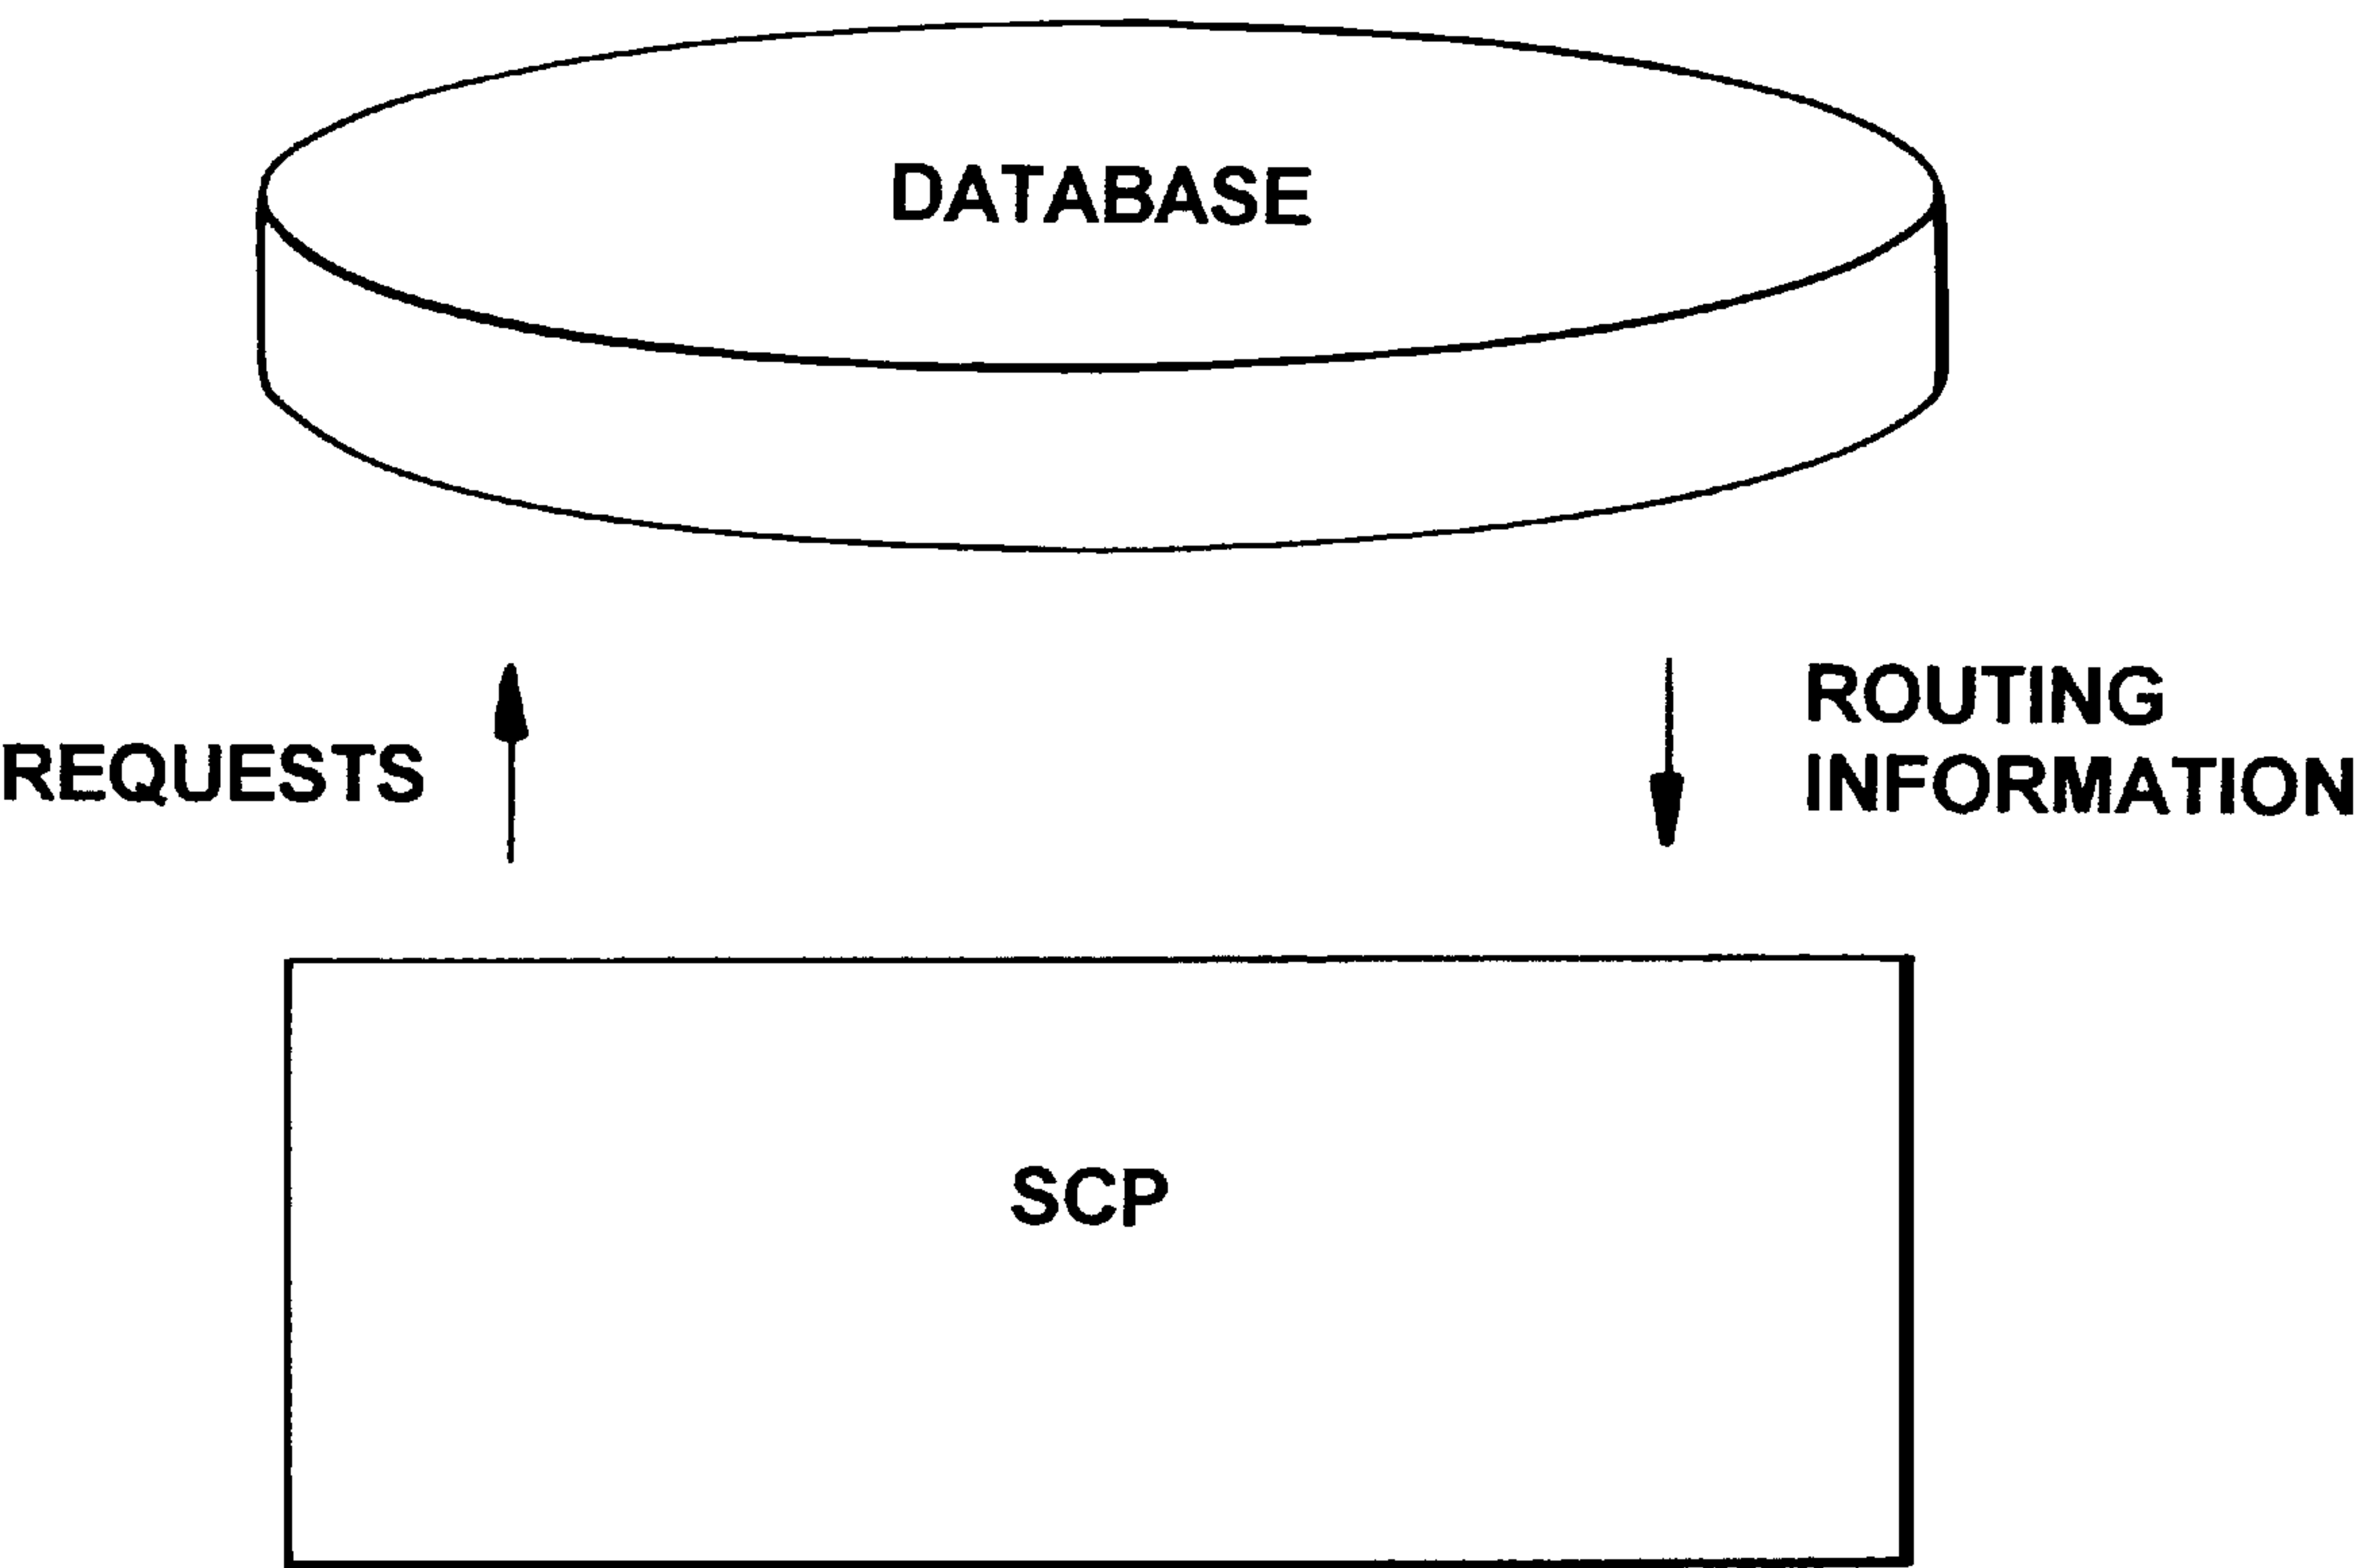 DATABASE
REQUESTS
ROUTING
INFORMATION
SCP